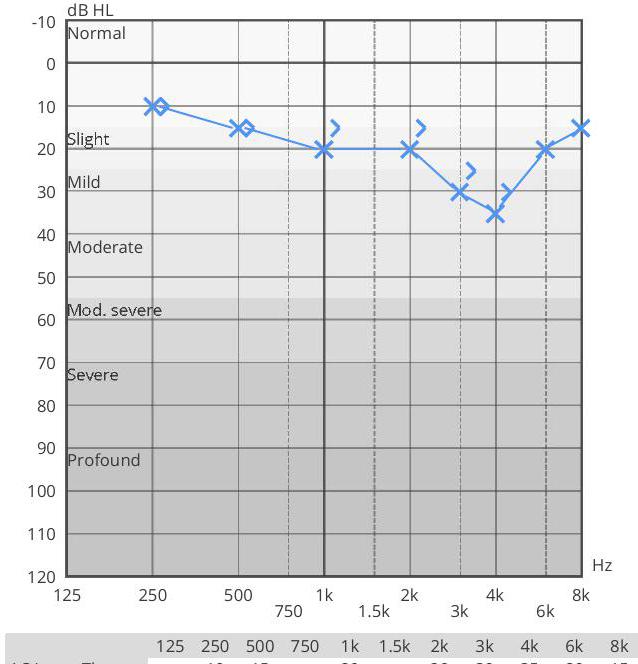 dB HL
-10
Normal
0
10
Slight
20
Mild
30
40
Moderate
50
Mod. severe
60
70
Severe
80
90
Profound
100
110
120
Hz
125 250 500 1k 2k 4k 8k
750 1.5k 3k 6k
125 250 500 750 1k 1.5k 2k 3k 4k 6k 8k